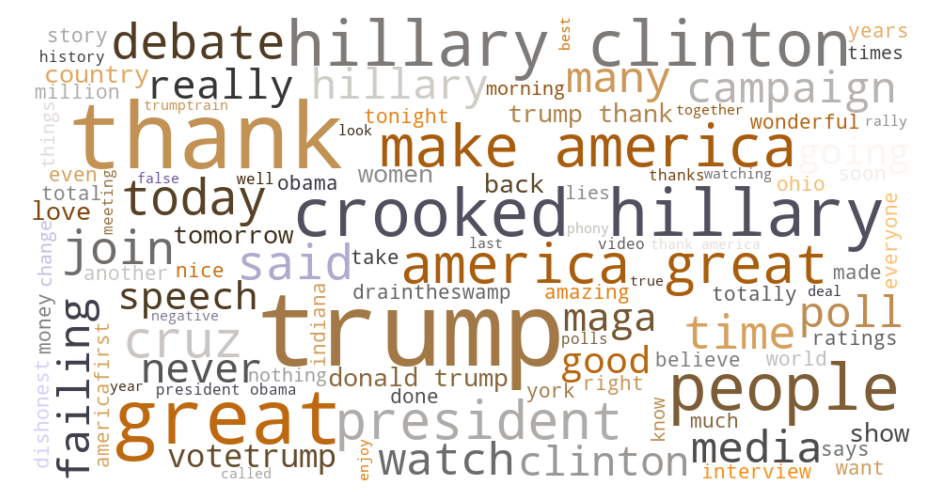 story
debate
hillary clinton
best
years
history
times
country
really
hillary
morning
many
campaign
million
trumptrain
thank
things
tonight
look
trump thank
together
wonderful
rally
make america
going
even
false
well
obama
women
back
thanks
watching
ohio
soon
total
meeting
today
crooked hillary
lies
love
phony
everyone
change
join
tomorrow
last
video
thank america
another
nice
said
take
america great
true
made
speech
draintheswamp
amazing
totally
deal
money
failing
negative
indiana
trump
maga
poll
cruz
polls
time
ratings
americafirst
never
nothing
good
believe
world
dishonest
year
president obama
donald trump
york
right
people
done
know
much
great
president
votetrump
watch
clinton
media
show
says
called
enjoy
interview
want